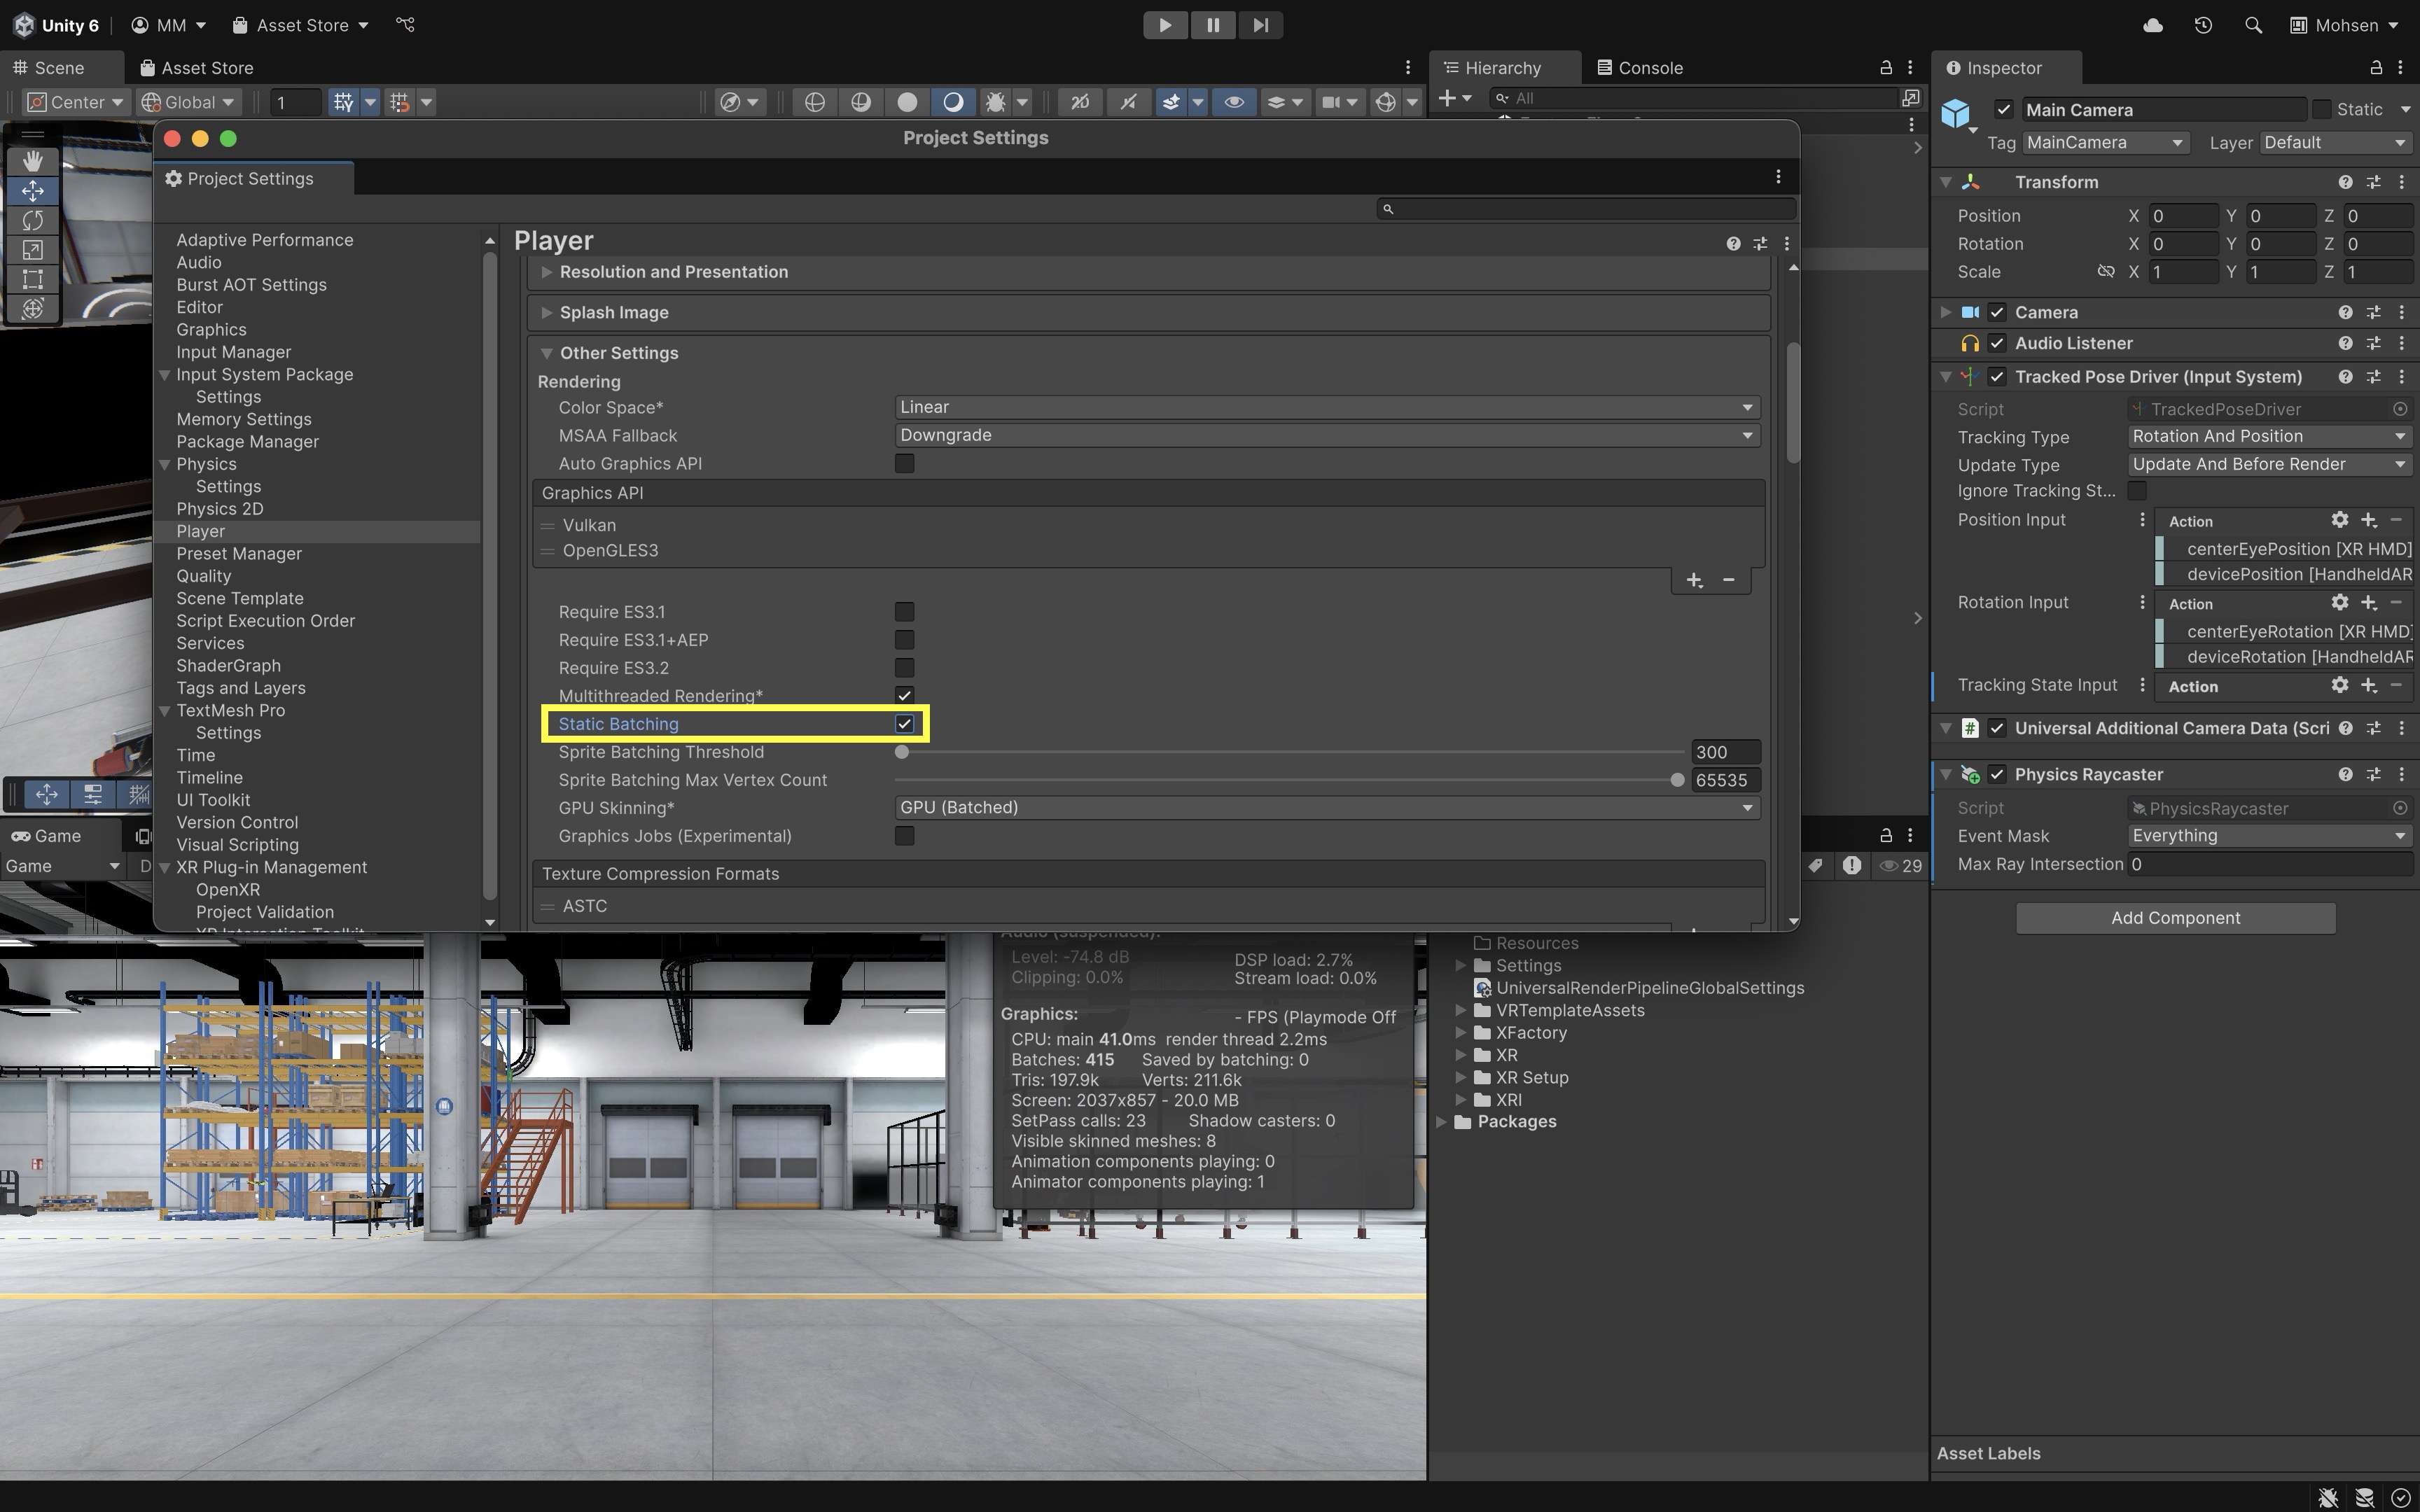 Unity 6
MM
Asset Store
Mohsen
Scene
Asset Store
Hierarchy
Console
Inspector
Center
Global
1
2D
All
Main Camera
Static
Tag
MainCamera
Layer
Default
Project Settings
Project Settings
Adaptive Performance
Audio
Burst AOT Settings
Editor
Graphics
Input Manager
Input System Package
Settings
Memory Settings
Package Manager
Physics
Settings
Physics 2D
Player
Preset Manager
Quality
Scene Template
Script Execution Order
Services
ShaderGraph
Tags and Layers
TextMesh Pro
Settings
Time
Timeline
UI Toolkit
Version Control
Visual Scripting
XR Plug-in Management
OpenXR
Project Validation
Player
Resolution and Presentation
Splash Image
Other Settings
Rendering
Color Space*
Linear
MSAA Fallback
Downgrade
Auto Graphics API
Graphics API
Vulkan
OpenGLES3
Require ES3.1
Require ES3.1+AEP
Require ES3.2
Multithreaded Rendering*
Static Batching
Sprite Batching Threshold
300
Sprite Batching Max Vertex Count
65535
GPU Skinning*
GPU (Batched)
Graphics Jobs (Experimental)
Texture Compression Formats
ASTC
Transform
Position X 0 Y 0 Z 0
Rotation X 0 Y 0 Z 0
Scale X 1 Y 1 Z 1
Camera
Audio Listener
Tracked Pose Driver (Input System)
Script
TrackedPoseDriver
Tracking Type
Rotation And Position
Update Type
Update And Before Render
Ignore Tracking St...
Position Input
Action
centerEyePosition [XR HMD]
devicePosition [HandheldAR
Rotation Input
Action
centerEyeRotation [XR HMD]
deviceRotation [HandheldAR
Tracking State Input
Action
Universal Additional Camera Data (Scri
Physics Raycaster
Script
PhysicsRaycaster
Event Mask
Everything
Max Ray Intersection
0
Add Component
Asset Labels
Game
Game
D
29
Audio (suspended):
Level: -74.8 dB
DSP load: 2.7%
Clipping: 0.0%
Stream load: 0.0%
Graphics:
- FPS (Playmode Off
CPU: main 41.0ms render thread 2.2ms
Batches: 415 Saved by batching: 0
Tris: 197.9k Verts: 211.6k
Screen: 2037x857 - 20.0 MB
SetPass calls: 23 Shadow casters: 0
Visible skinned meshes: 8
Animation components playing: 0
Animator components playing: 1
Resources
Settings
UniversalRenderPipelineGlobalSettings
VRTemplateAssets
XFactory
XR
XR Setup
XRI
Packages